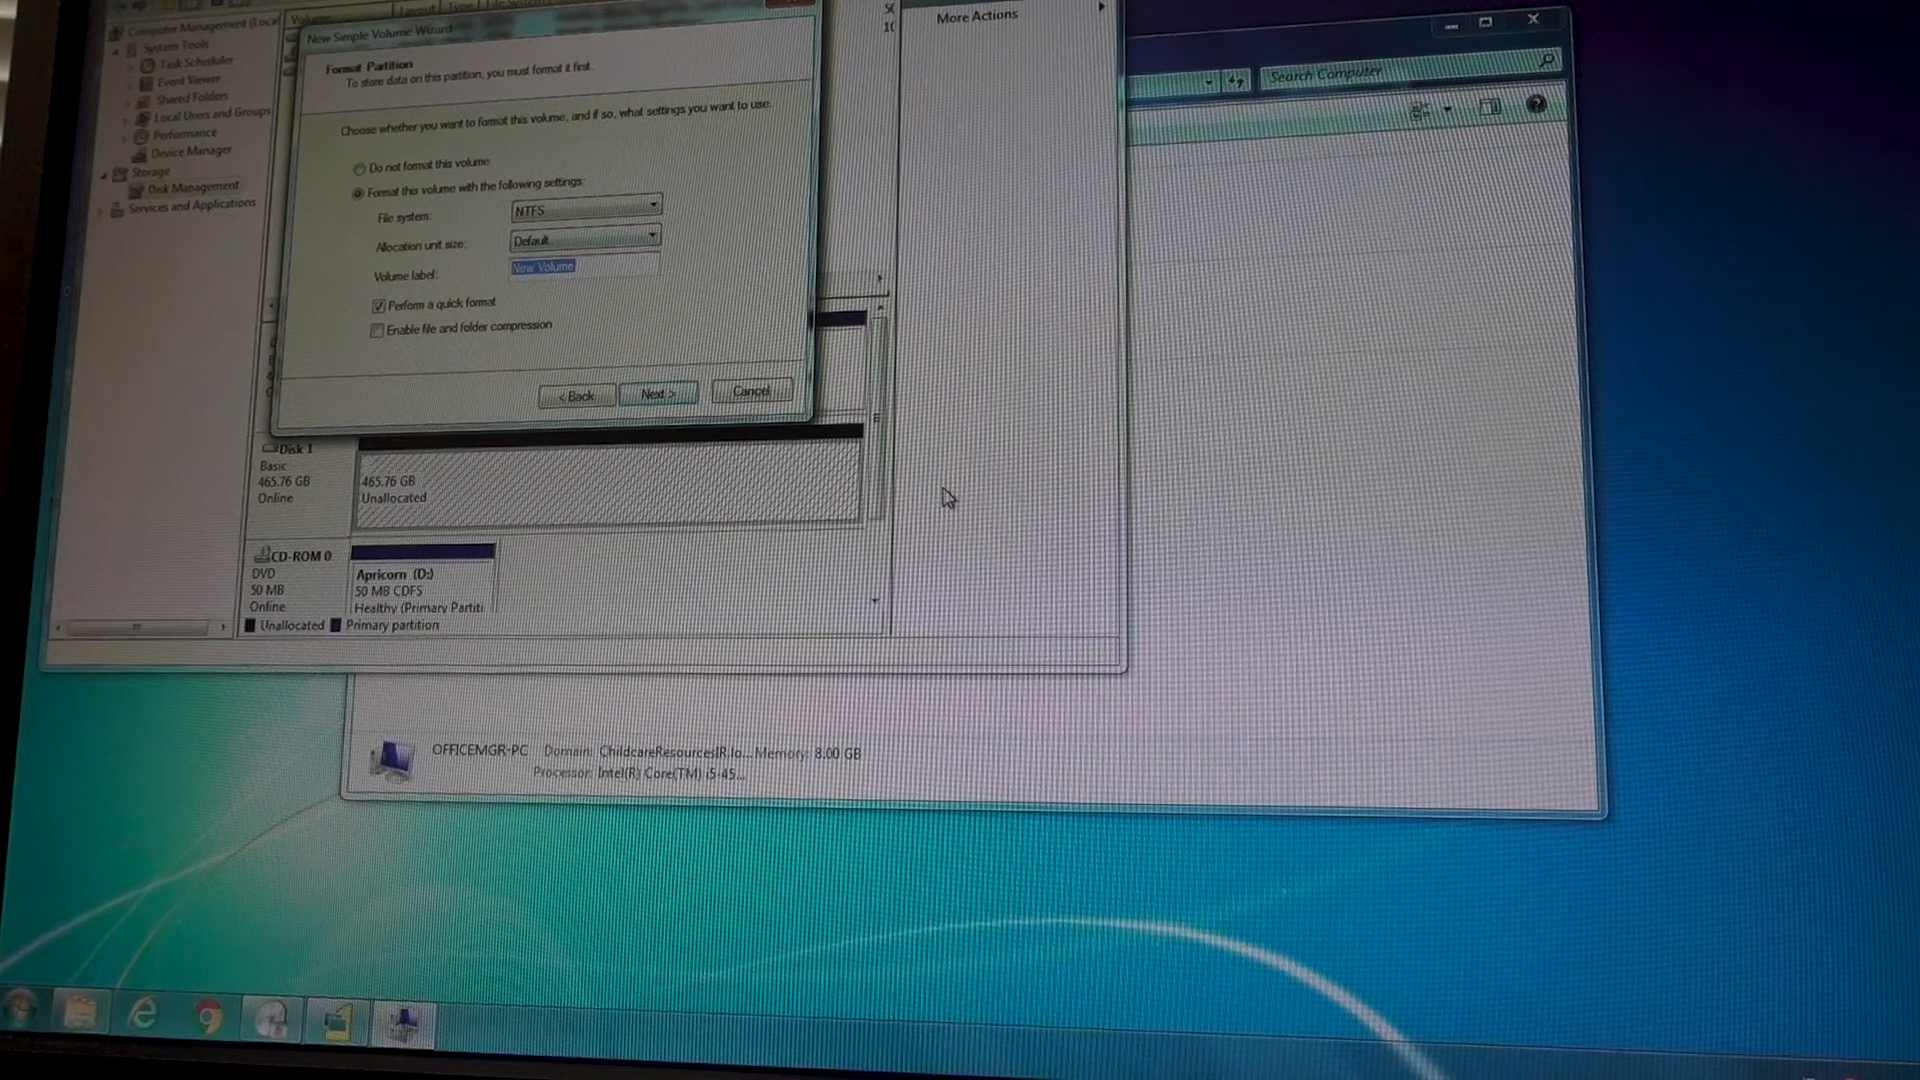 Computer Management (Local
System Tools
Task Scheduler
Event Viewer
Shared Folders
Local Users and Groups
Performance
Device Manager
Storage
Disk Management
Services and Applications
Volume
Layout
Type
New Simple Volume Wizard
Format Partition
To store data on this partition, you must format it first.
Choose whether you want to format this volume, and if so, what settings you want to use.
Do not format this volume
Format this volume with the following settings:
File system:
NTFS
Allocation unit size:
Default
Volume label:
New Volume
Perform a quick format
Enable file and folder compression
< Back
Next >
Cancel
More Actions
Search Computer
Disk 1
Basic
465.76 GB
Online
465.76 GB
Unallocated
CD-ROM 0
DVD
50 MB
Online
Apricorn (D:)
50 MB CDFS
Healthy (Primary Partiti
Unallocated
Primary partition
OFFICEMGR-PC
Domain: ChildcareResourcesIR.lo...
Memory: 8.00 GB
Processor: Intel(R) Core(TM) i5-45...